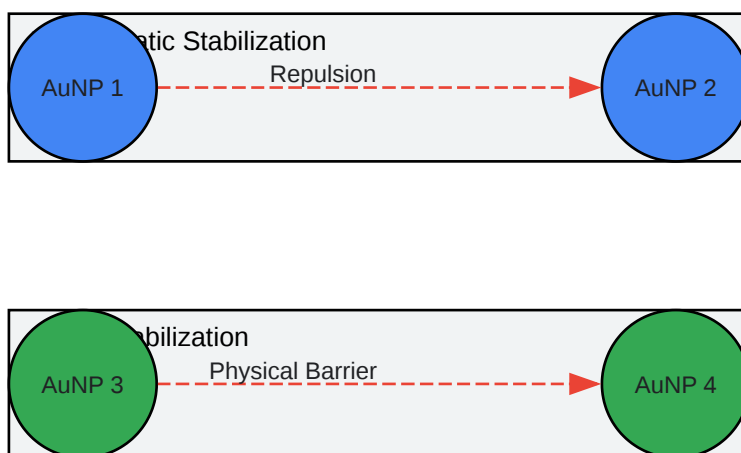 atic Stabilization
Repulsion
AuNP 1
AuNP 2
bilization
Physical Barrier
AuNP 3
AuNP 4